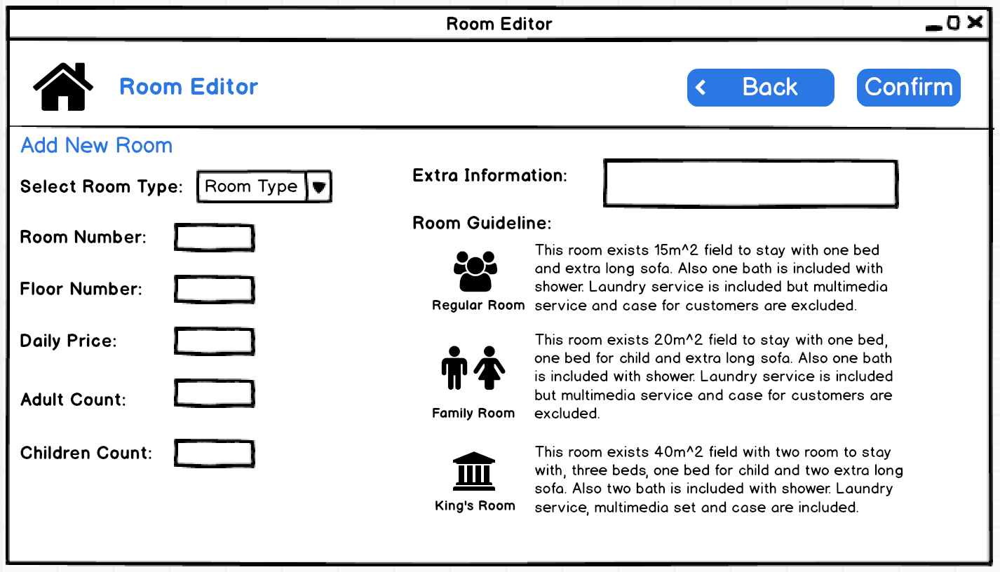 Room Editor
Room Editor
Back
Confirm
Add New Room
Select Room Type:
Room Type
Room Number:
Floor Number:
Daily Price:
Adult Count:
Children Count:
Extra Information:
Room Guideline:
Regular Room
This room exists 15m^2 field to stay with one bed
and extra long sofa. Also one bath is included with
shower. Laundry service is included but multimedia
service and case for customers are excluded.
Family Room
This room exists 20m^2 field to stay with one bed,
one bed for child and extra long sofa. Also one bath
is included with shower. Laundry service is included
but multimedia service and case for customers are
excluded.
King's Room
This room exists 40m^2 field with two room to stay
with, three beds, one bed for child and two extra long
sofa. Also two bath is included with shower. Laundry
service, multimedia set and case are included.